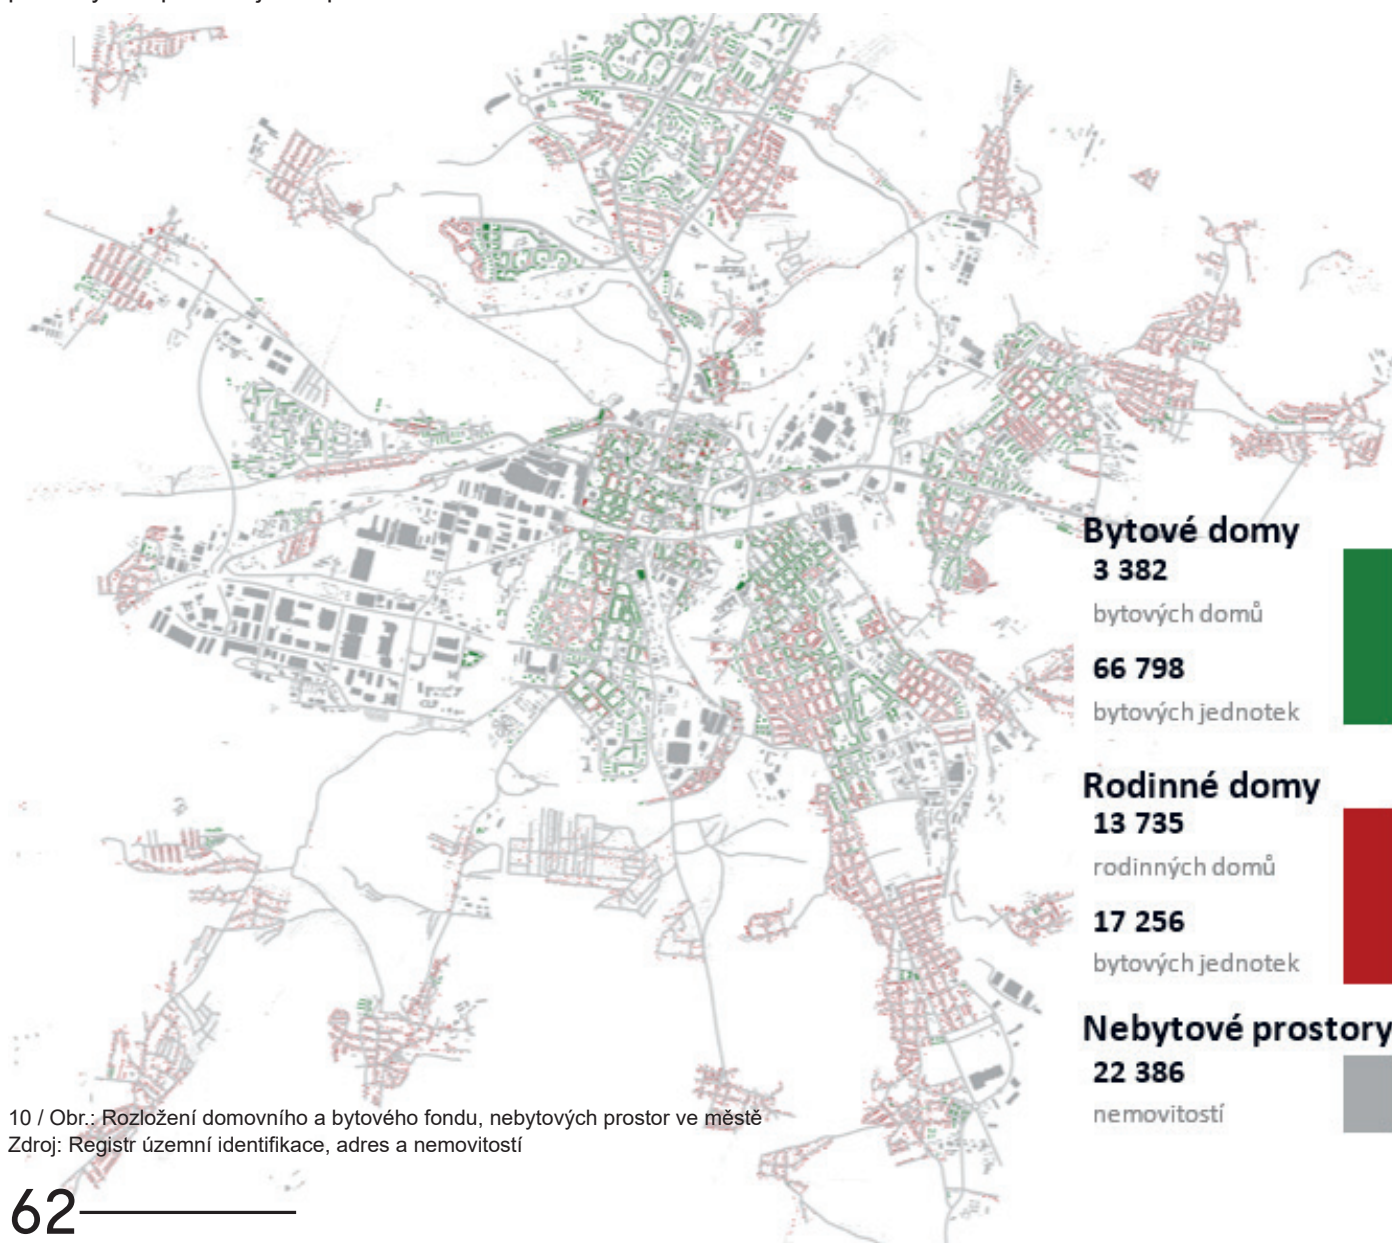 Bytové domy
3 382
bytových domů
66 798
bytových jednotek
Rodinné domy
13 735
rodinných domů
17 256
bytových jednotek
Nebytové prostory
22 386
nemovitostí
10 / Obr.: Rozložení domovního a bytového fondu, nebytových prostor ve městě
Zdroj: Registr územní identifikace, adres a nemovitostí
62